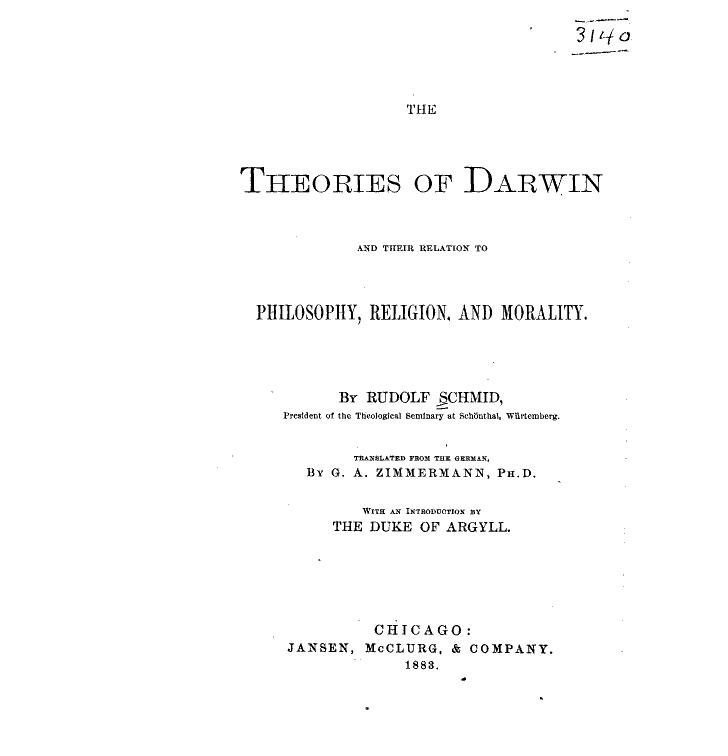 3140
THE
THEORIES OF DARWIN
AND THEIR RELATION TO
PHILOSOPHY, RELIGION, AND MORALITY.
BY RUDOLF SCHMID,
President of the Theological Seminary at Schönthal, Würtemberg.
TRANSLATED FROM THE GERMAN,
BY G. A. ZIMMERMANN, PH.D.
WITH AN INTRODUCTION BY
THE DUKE OF ARGYLL.
CHICAGO:
JANSEN, McCLURG, & COMPANY.
1883.